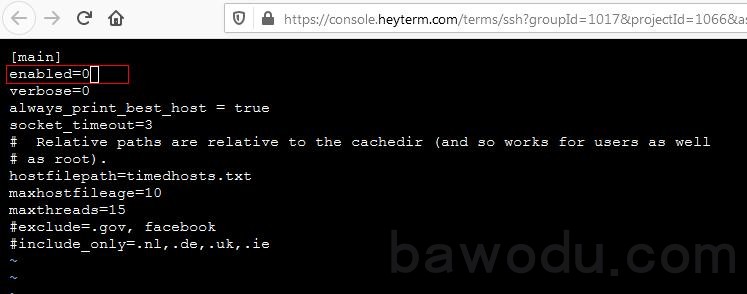 https://console.heyterm.com/terms/ssh?groupId=1017&projectId=1066&as
[main]
enabled=0
verbose=0
always_print_best_host = true
socket_timeout=3
#  Relative paths are relative to the cachedir (and so works for users as well
# as root).
hostfilepath=timedhosts.txt
maxhostfileage=10
maxthreads=15
#exclude=.gov, facebook
#include_only=.nl,.de,.uk,.ie
~
~
bawodu.com